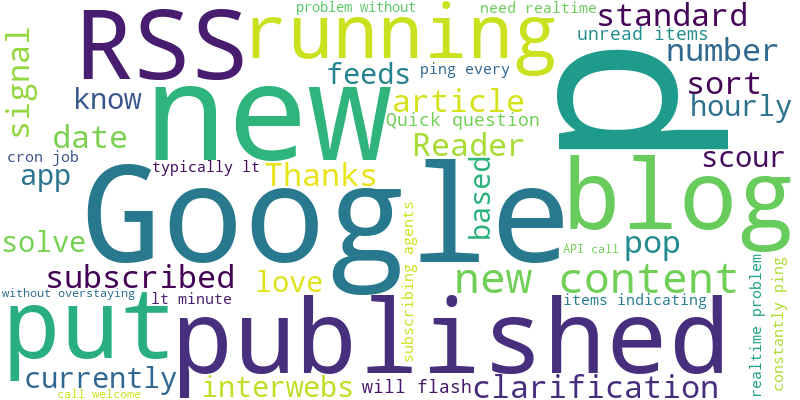 problem without
need realtime
standard
RSS
running
unread items
number
signal
feeds
ping every
sort
know
new
article
hourly
p
Quick question
date
Reader
cron job
typically lt
scour
app
Thanks
based
Google
blog
solve
API call
pop
subscribed
love
new content
subscribing agents
realtime problem
constantly ping
without overstaying
lt minute
items indicating
put
published
currently
interwebs
will flash
clarification
call welcome